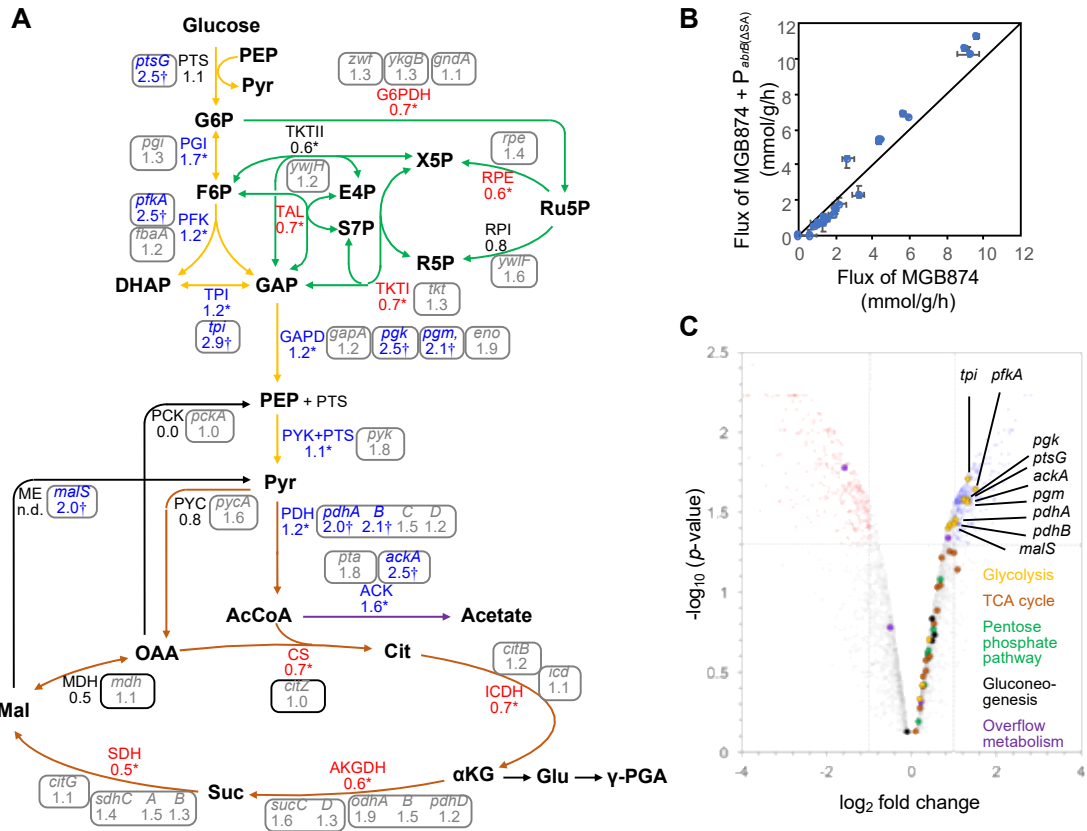 A
Glucose
ptsG
2.5†
PTS
1.1
PEP
Pyr
zwf
1.3
ykgB
1.3
gndA
1.1
G6PDH
0.7*
G6P
pgi
1.3
PGI
1.7*
TKTII
0.6*
ywjH
1.2
X5P
rpe
1.4
RPE
0.6*
F6P
E4P
Ru5P
pfkA
2.5†
fbaA
1.2
PFK
1.2*
TAL
0.7*
S7P
RPI
0.8
ywlF
1.6
R5P
DHAP
GAP
TPI
1.2*
tpi
2.9†
TKTI
0.7*
tkt
1.3
GAPD
1.2*
gapA
1.2
pgk
2.5†
pgm,
2.1†
eno
1.9
PEP + PTS
PCK
0.0
pckA
1.0
PYK+PTS
1.1*
pyk
1.8
Pyr
ME
n.d.
malS
2.0†
PYC
0.8
pycA
1.6
PDH
1.2*
pdhA B C D
2.0† 2.1† 1.5 1.2
pta
1.8
ackA
2.5†
ACK
1.6*
AcCoA
Acetate
OAA
CS
0.7*
citZ
1.0
Cit
citB
1.2
icd
1.1
ICDH
0.7*
MDH
0.5
mdh
1.1
Mal
SDH
0.5*
citG
1.1
sdhC A B
1.4 1.5 1.3
Suc
AKGDH
0.6*
sucC D
1.6 1.3
odhA B pdhD
1.9 1.5 1.2
αKG
Glu
γ-PGA
B
Flux of MGB874 + PabrB(ΔSA)
(mmol/g/h)
12
10
8
6
4
2
0
0 2 4 6 8 10 12
Flux of MGB874
(mmol/g/h)
C
-log10 (p-value)
2.5
2
1.5
1
0.5
0
-4 -2 0 2 4
log2 fold change
tpi
pfkA
pgk
ptsG
ackA
pgm
pdhA
pdhB
malS
Glycolysis
TCA cycle
Pentose
phosphate
pathway
Gluconeo-
genesis
Overflow
metabolism